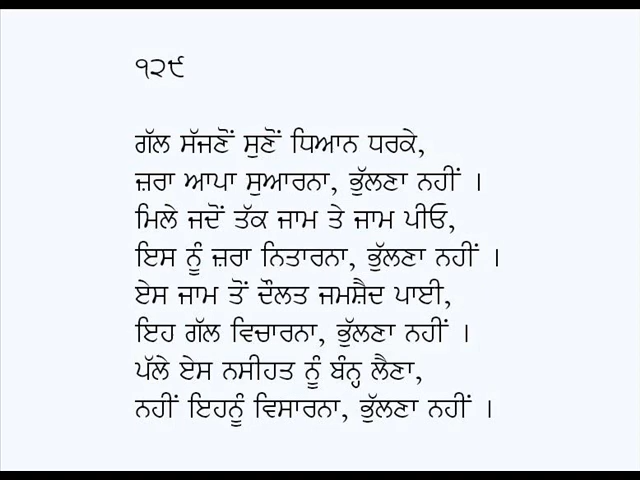 ੧੨੯
ਗੱਲ ਸੱਜਣੋਂ ਸੁਣੋਂ ਧਿਆਨ ਧਰਕੇ,
ਜ਼ਰਾ ਆਪਾ ਸੁਆਰਨਾ, ਭੁੱਲਣਾ ਨਹੀਂ ।
ਮਿਲੇ ਜਦੋਂ ਤੱਕ ਜਾਮ ਤੇ ਜਾਮ ਪੀਓ,
ਇਸ ਨੂੰ ਜ਼ਰਾ ਨਿਤਾਰਨਾ, ਭੁੱਲਣਾ ਨਹੀਂ ।
ਏਸ ਜਾਮ ਤੋਂ ਦੌਲਤ ਜਮਸ਼ੈਦ ਪਾਈ,
ਇਹ ਗੱਲ ਵਿਚਾਰਨਾ, ਭੁੱਲਣਾ ਨਹੀਂ ।
ਪੱਲੇ ਏਸ ਨਸੀਹਤ ਨੂੰ ਬੰਨ੍ਹ ਲੈਣਾ,
ਨਹੀਂ ਇਹਨੂੰ ਵਿਸਾਰਨਾ, ਭੁੱਲਣਾ ਨਹੀਂ ।